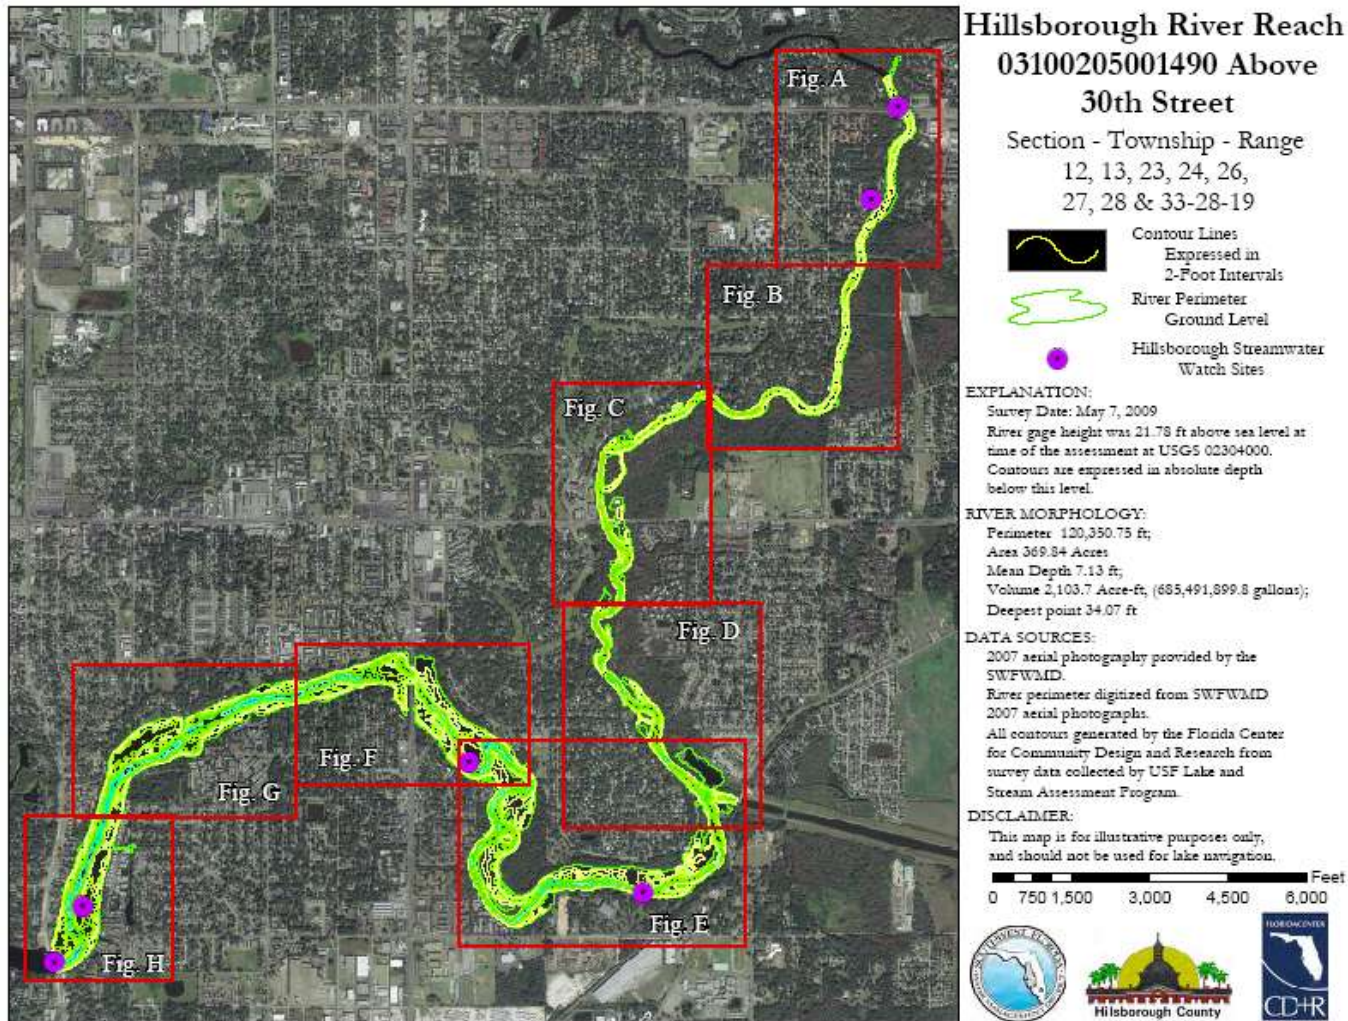 Hillsborough River Reach
03100205001490 Above
30th Street
Section - Township - Range
12, 13, 23, 24, 26,
27, 28 & 33-28-19
Contour Lines
Expressed in
2-Foot Intervals
River Perimeter
Ground Level
Hillsborough Streamwater
Watch Sites
EXPLANATION:
Survey Date: May 7, 2009
River gage height was 21.78 ft above sea level at
time of the assessment at USGS 02304000.
Contours are expressed in absolute depth
below this level.
RIVER MORPHOLOGY:
Perimeter 120,350.75 ft;
Area 369.84 Acres
Mean Depth 7.13 ft;
Volume 2,103.7 Acre-ft, (685,491,899.8 gallons);
Deepest point 34.07 ft
DATA SOURCES:
2007 aerial photography provided by the
SWFWMD.
River perimeter digitized from SWFWMD
2007 aerial photographs.
All contours generated by the Florida Center
for Community Design and Research from
survey data collected by USF Lake and
Stream Assessment Program.
DISCLAIMER:
This map is for illustrative purposes only,
and should not be used for lake navigation.
Feet
0 750 1,500 3,000 4,500 6,000
Hillsborough County
FLORIDACENTER
CD+R
Fig. A
Fig. B
Fig. C
Fig. D
Fig. E
Fig. F
Fig. G
Fig. H